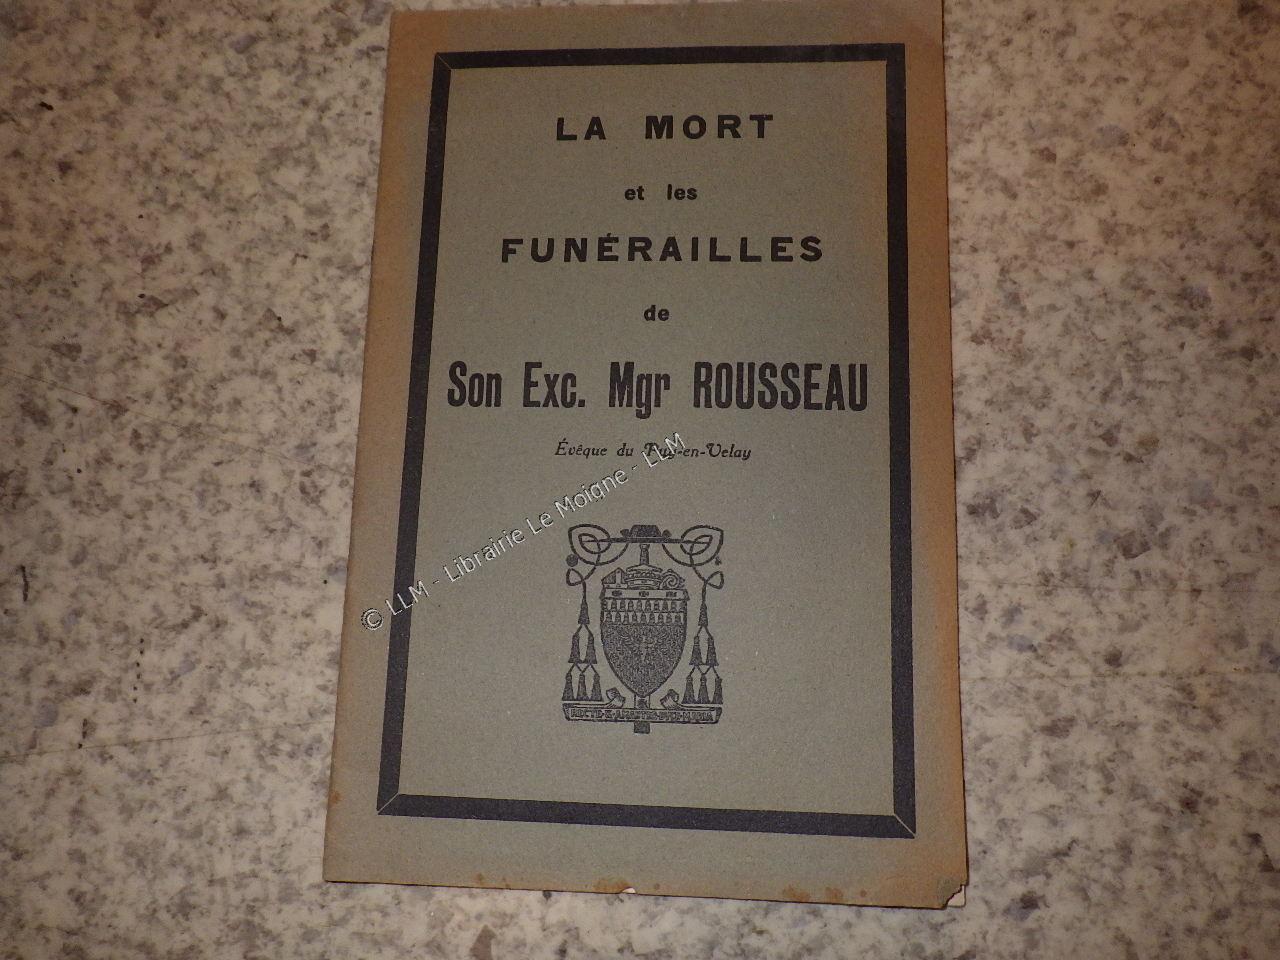 LA MORT
et les
FUNÉRAILLES
de
Son Exc. Mgr ROUSSEAU
Évêque du Puy-en-Velay
© LLM - Librairie Le Moigne - LLM